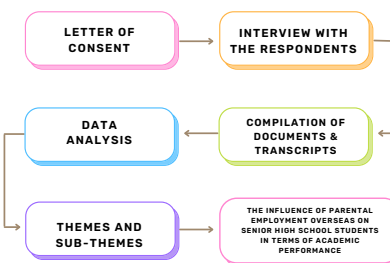 LETTER OF
CONSENT
INTERVIEW WITH
THE RESPONDENTS
COMPILATION OF
DOCUMENTS &
TRANSCRIPTS
DATA
ANALYSIS
THEMES AND
SUB-THEMES
THE INFLUENCE OF PARENTAL
EMPLOYMENT OVERSEAS ON
SENIOR HIGH SCHOOL STUDENTS
IN TERMS OF ACADEMIC
PERFORMANCE